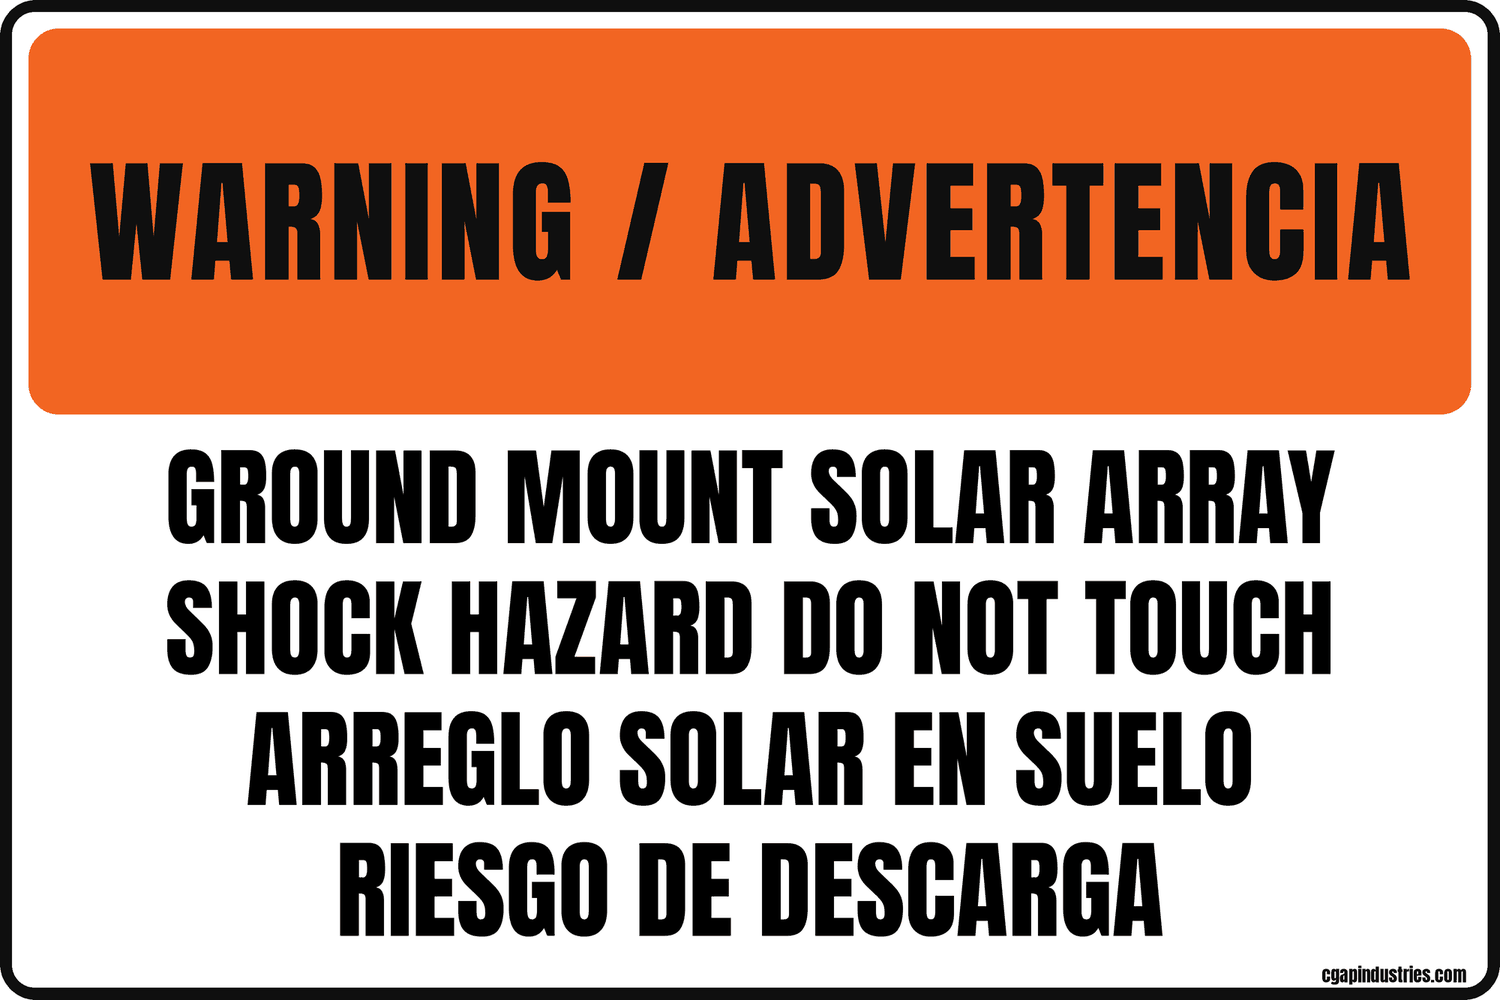 WARNING / ADVERTENCIA
GROUND MOUNT SOLAR ARRAY
SHOCK HAZARD DO NOT TOUCH
ARREGLO SOLAR EN SUELO
RIESGO DE DESCARGA
cgapindustries.com